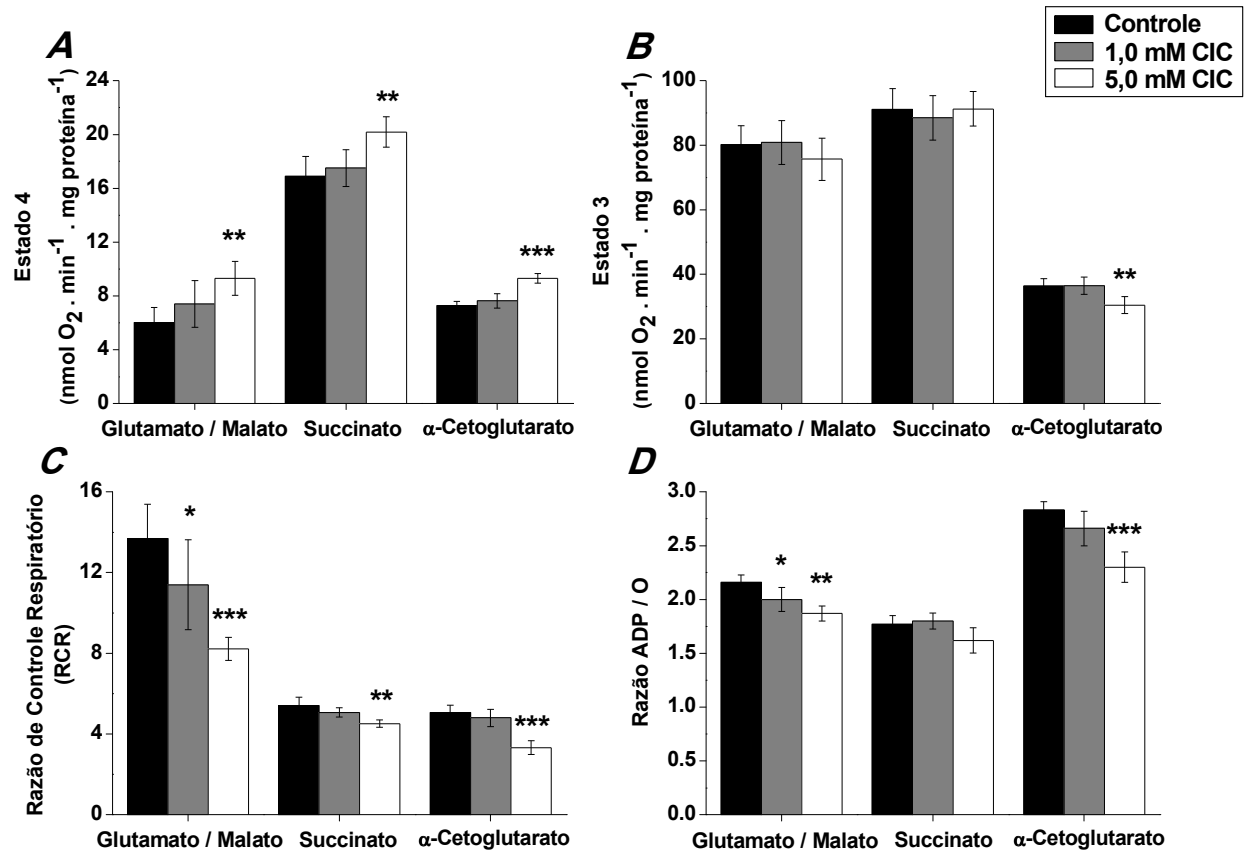 Controle
1,0 mM CIC
5,0 mM CIC
A
Estado 4
(nmol O2 . min-1 . mg proteína-1)
24
20
16
12
8
4
0
**
**
***
Glutamato / Malato
Succinato
α-Cetoglutarato
B
Estado 3
(nmol O2 . min-1 . mg proteína-1)
100
80
60
40
20
0
**
Glutamato / Malato
Succinato
α-Cetoglutarato
C
Razão de Controle Respiratório
(RCR)
16
12
8
4
0
*
***
**
***
Glutamato / Malato
Succinato
α-Cetoglutarato
D
Razão ADP / O
3.0
2.5
2.0
1.5
1.0
0.5
0.0
*
**
***
Glutamato / Malato
Succinato
α-Cetoglutarato